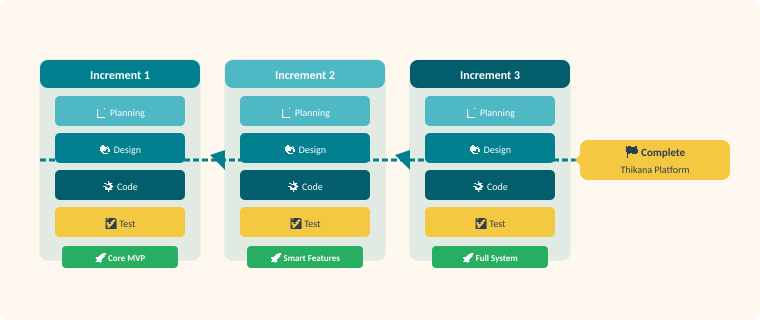 Increment 1
Planning
Design
Code
Test
Core MVP
Increment 2
Planning
Design
Code
Test
Smart Features
Increment 3
Planning
Design
Code
Test
Full System
Complete
Thikana Platform